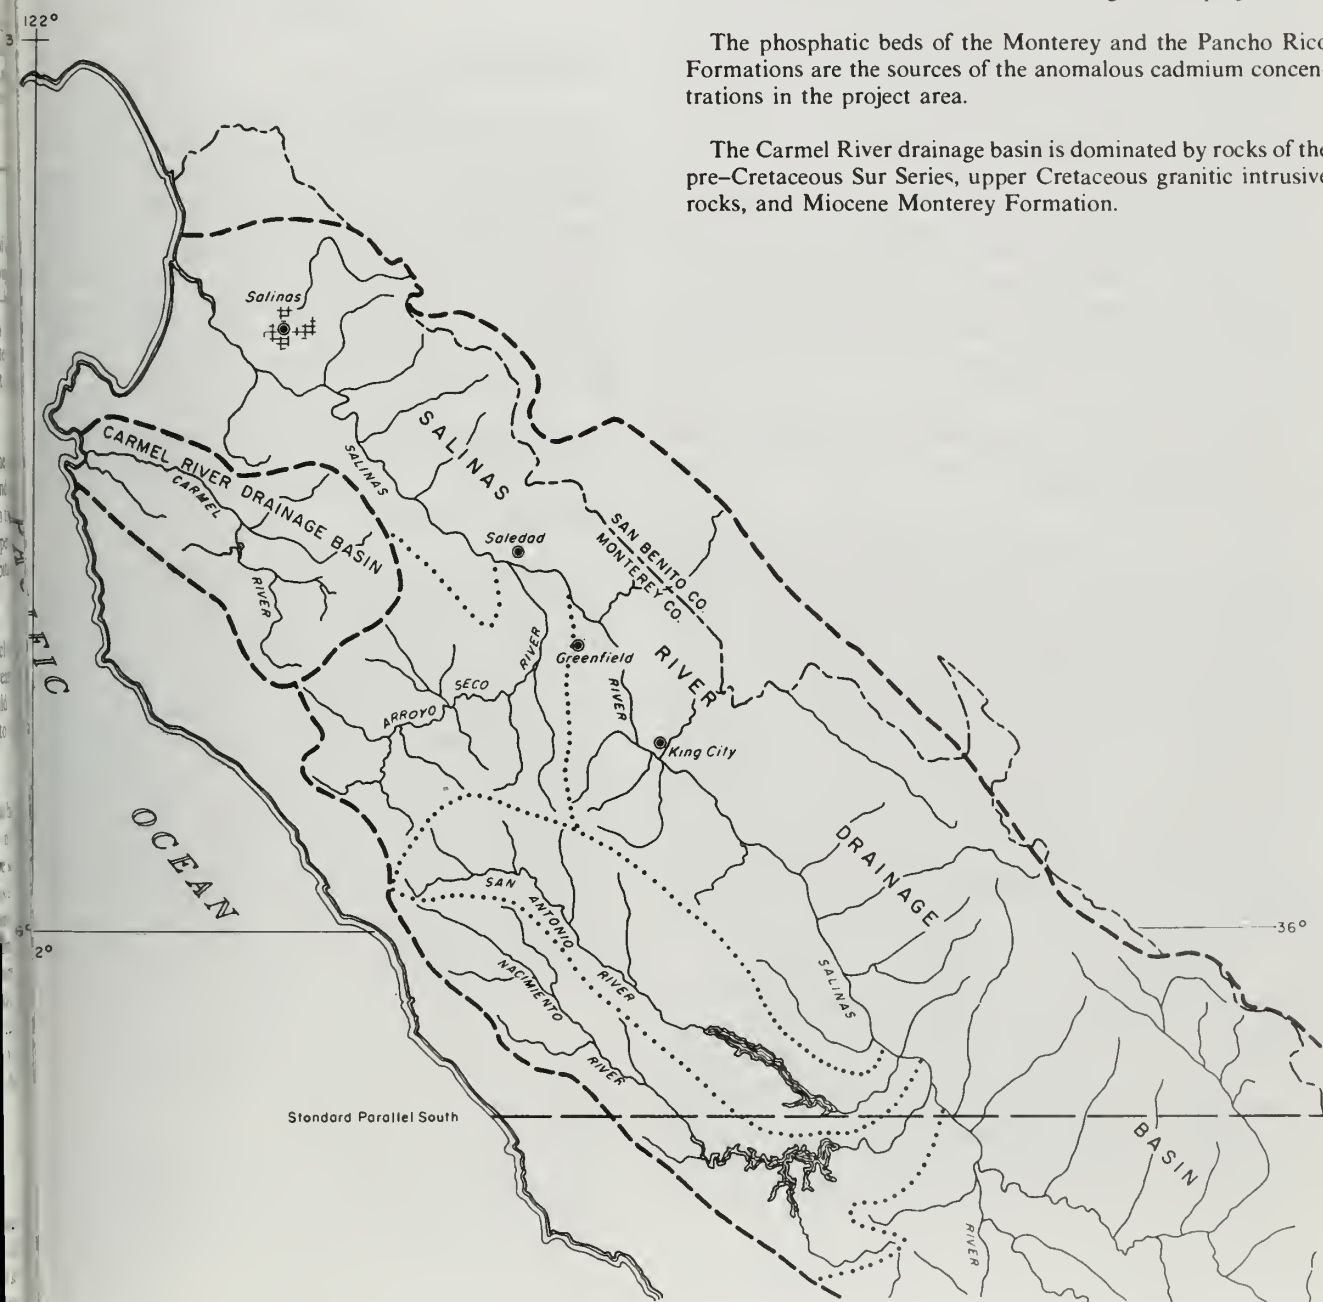 The phosphatic beds of the Monterey and the Pancho Rico
Formations are the sources of the anomalous cadmium concen-
trations in the project area.
The Carmel River drainage basin is dominated by rocks of the
pre–Cretaceous Sur Series, upper Cretaceous granitic intrusive
rocks, and Miocene Monterey Formation.
122°
Salinas
SALINAS
CARMEL RIVER DRAINAGE BASIN
SALINAS
CARMEL
Soledad
SAN BENITO CO.
MONTEREY CO.
RIVER
RIVER
Greenfield
RIVER
FIC
SECO
RIVER
ARROYO
King City
OCEAN
DRAINAGE
SAN
ANTONIO
36°
6°
2°
NACIMIENTO
RIVER
SALINAS
RIVER
Standard Parallel South
BASIN
RIVER